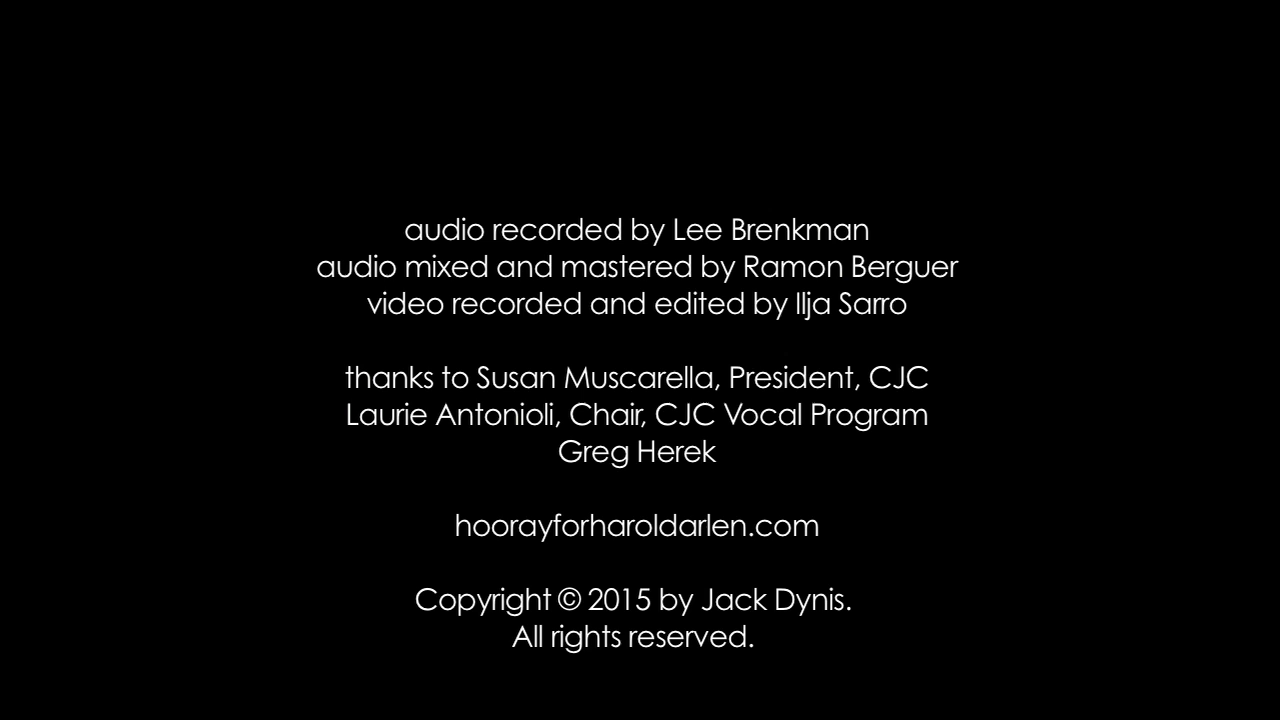 audio recorded by Lee Brenkman
audio mixed and mastered by Ramon Berguer
video recorded and edited by Ilja Sarro
thanks to Susan Muscarella, President, CJC
Laurie Antonioli, Chair, CJC Vocal Program
Greg Herek
hoorayforharoldarlen.com
Copyright © 2015 by Jack Dynis.
All rights reserved.